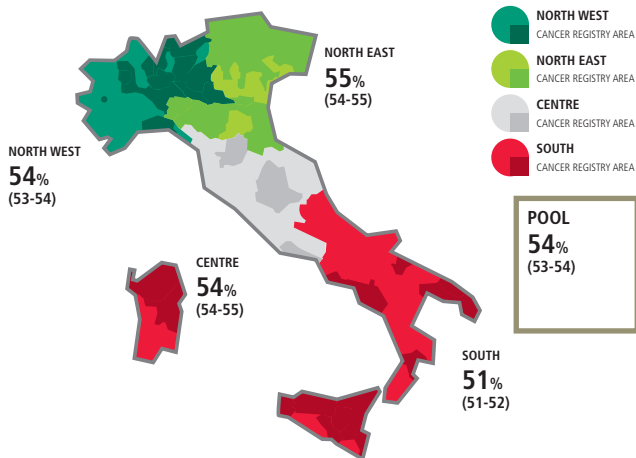 NORTH WEST
CANCER REGISTRY AREA
NORTH EAST
CANCER REGISTRY AREA
CENTRE
CANCER REGISTRY AREA
SOUTH
CANCER REGISTRY AREA
NORTH EAST
55%
(54-55)
NORTH WEST
54%
(53-54)
POOL
54%
(53-54)
CENTRE
54%
(54-55)
SOUTH
51%
(51-52)